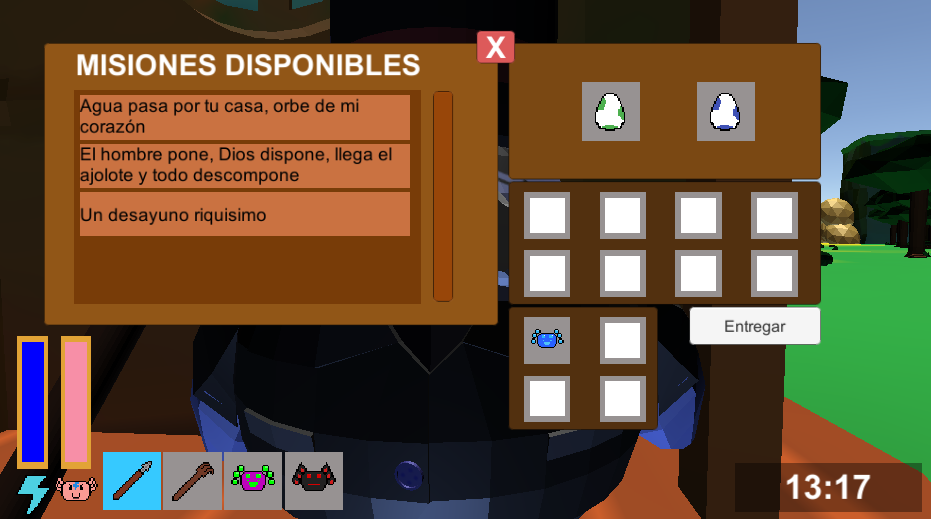 MISIONES DISPONIBLES
X
Agua pasa por tu casa, orbe de mi
corazón
El hombre pone, Dios dispone, llega el
ajolote y todo descompone
Un desayuno riquisimo
Entregar
13:17